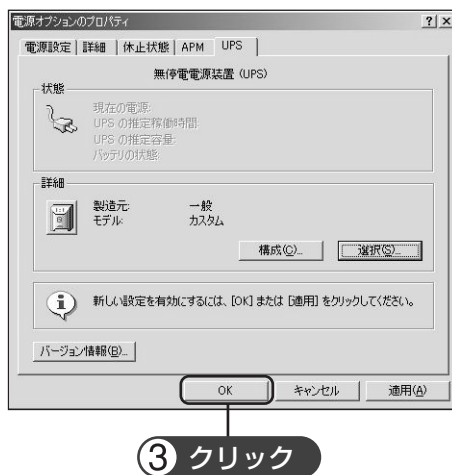 電源オプションのプロパティ
? ×
電源設定 詳細 休止状態 APM UPS
無停電電源装置 (UPS)
状態
現在の電源:
UPS の推定稼働時間:
UPS の推定容量:
バッテリの状態:
詳細
製造元: 一般
モデル: カスタム
構成(C)... 選択(S)...
新しい設定を有効にするには、[OK] または [適用] をクリックしてください。
バージョン情報(B)...
OK キャンセル 適用(A)
③ クリック